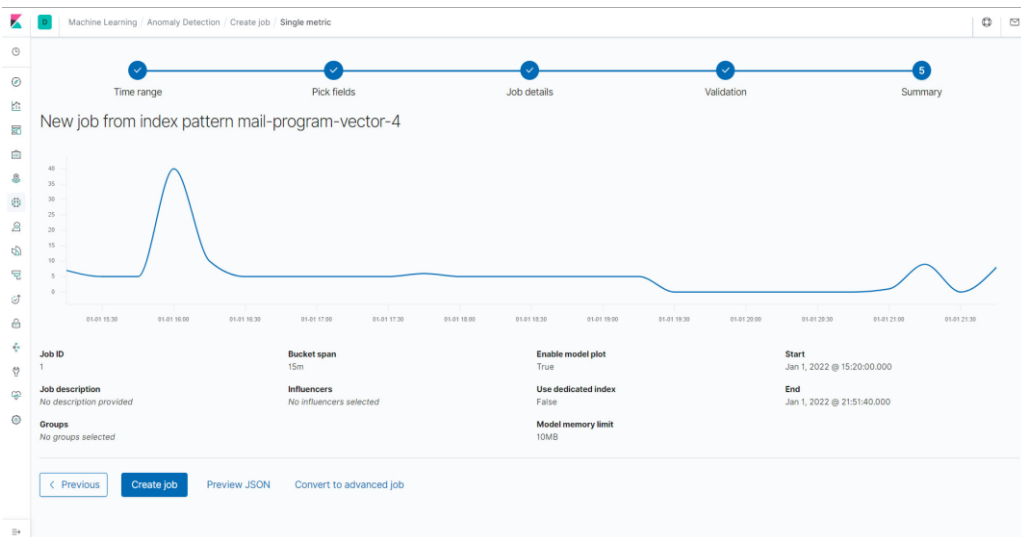 D Machine Learning / Anomaly Detection / Create job / Single metric
5
Time range Pick fields Job details Validation Summary
New job from index pattern mail-program-vector-4
40
35
30
25
20
15
10
5
0
01-01 15:30 01-01 16:00 01-01 16:30 01-01 17:00 01-01 17:30 01-01 18:00 01-01 18:30 01-01 19:00 01-01 19:30 01-01 20:00 01-01 20:30 01-01 21:00 01-01 21:30
Job ID Bucket span Enable model plot Start
1 15m True Jan 1, 2022 @ 15:20:00.000
Job description Influencers Use dedicated index End
No description provided No influencers selected False Jan 1, 2022 @ 21:51:40.000
Groups Model memory limit
No groups selected 10MB
< Previous Create job Preview JSON Convert to advanced job